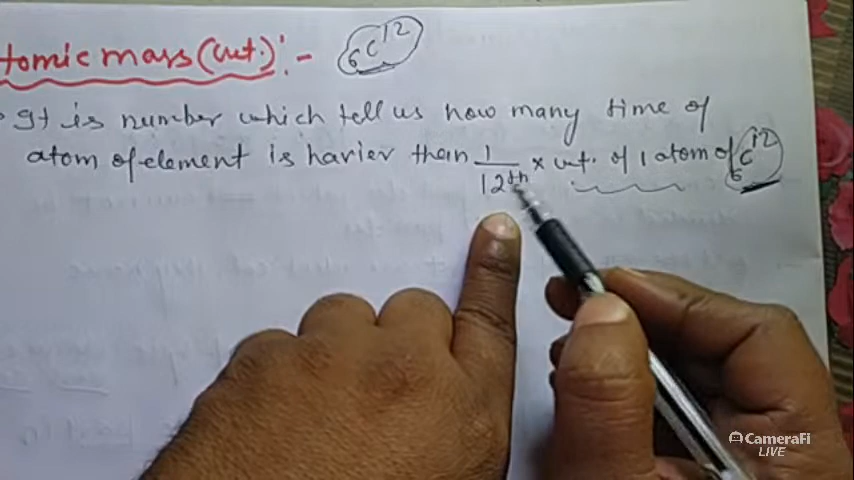 tomic mass (wt.) :- ₆C¹²
It is number which tell us how many time of
atom of element is havier then 1/12th × wt. of 1 atom of ₆C¹²
CameraFi
LIVE